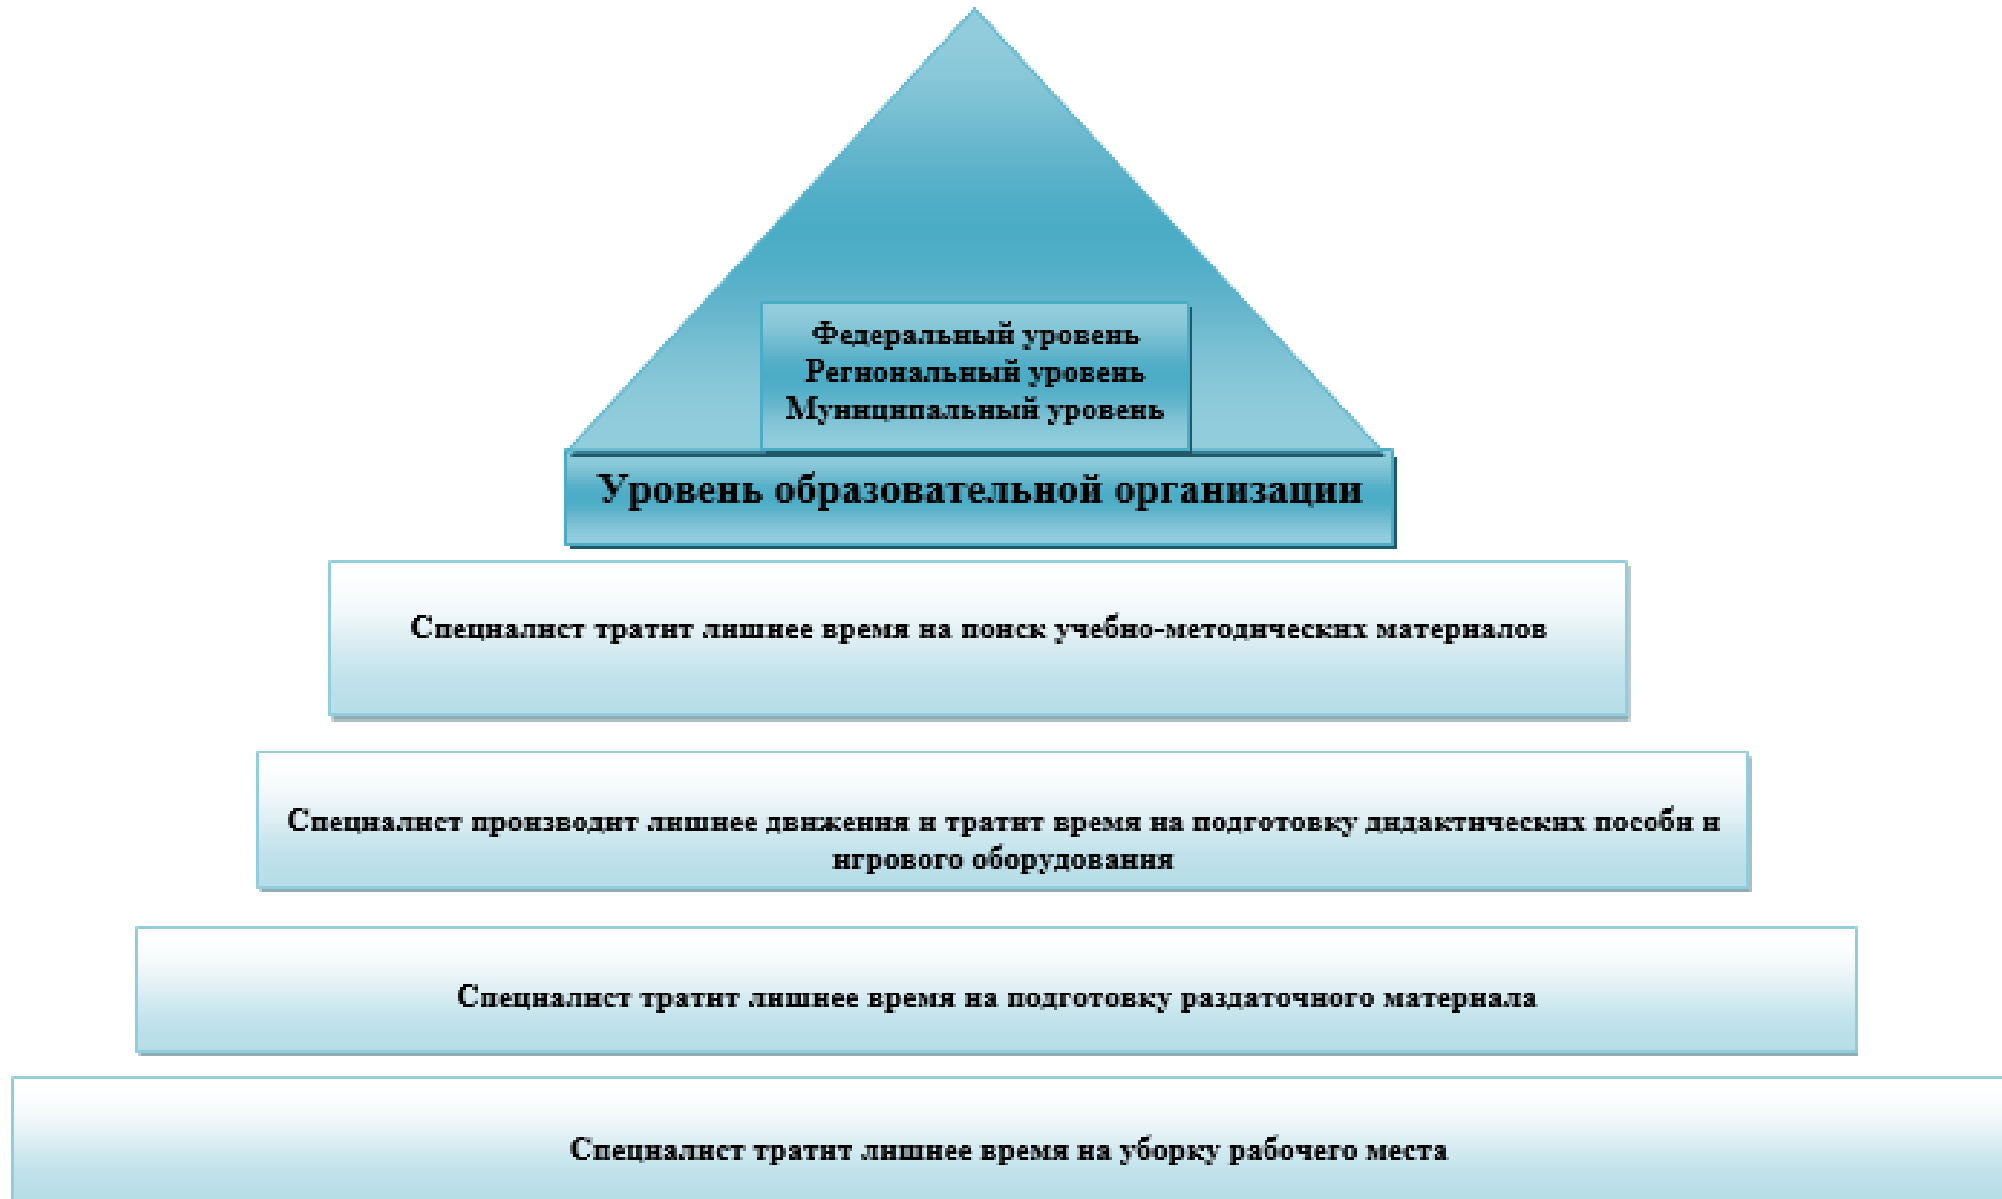 Федеральный уровень
Региональный уровень
Муниципальный уровень
Уровень образовательной организации
Специалист тратит лишнее время на поиск учебно-методических материалов
Специалист производит лишнее движения и тратит время на подготовку дидактических пособи и
игрового оборудования
Специалист тратит лишнее время на подготовку раздаточного материала
Специалист тратит лишнее время на уборку рабочего места